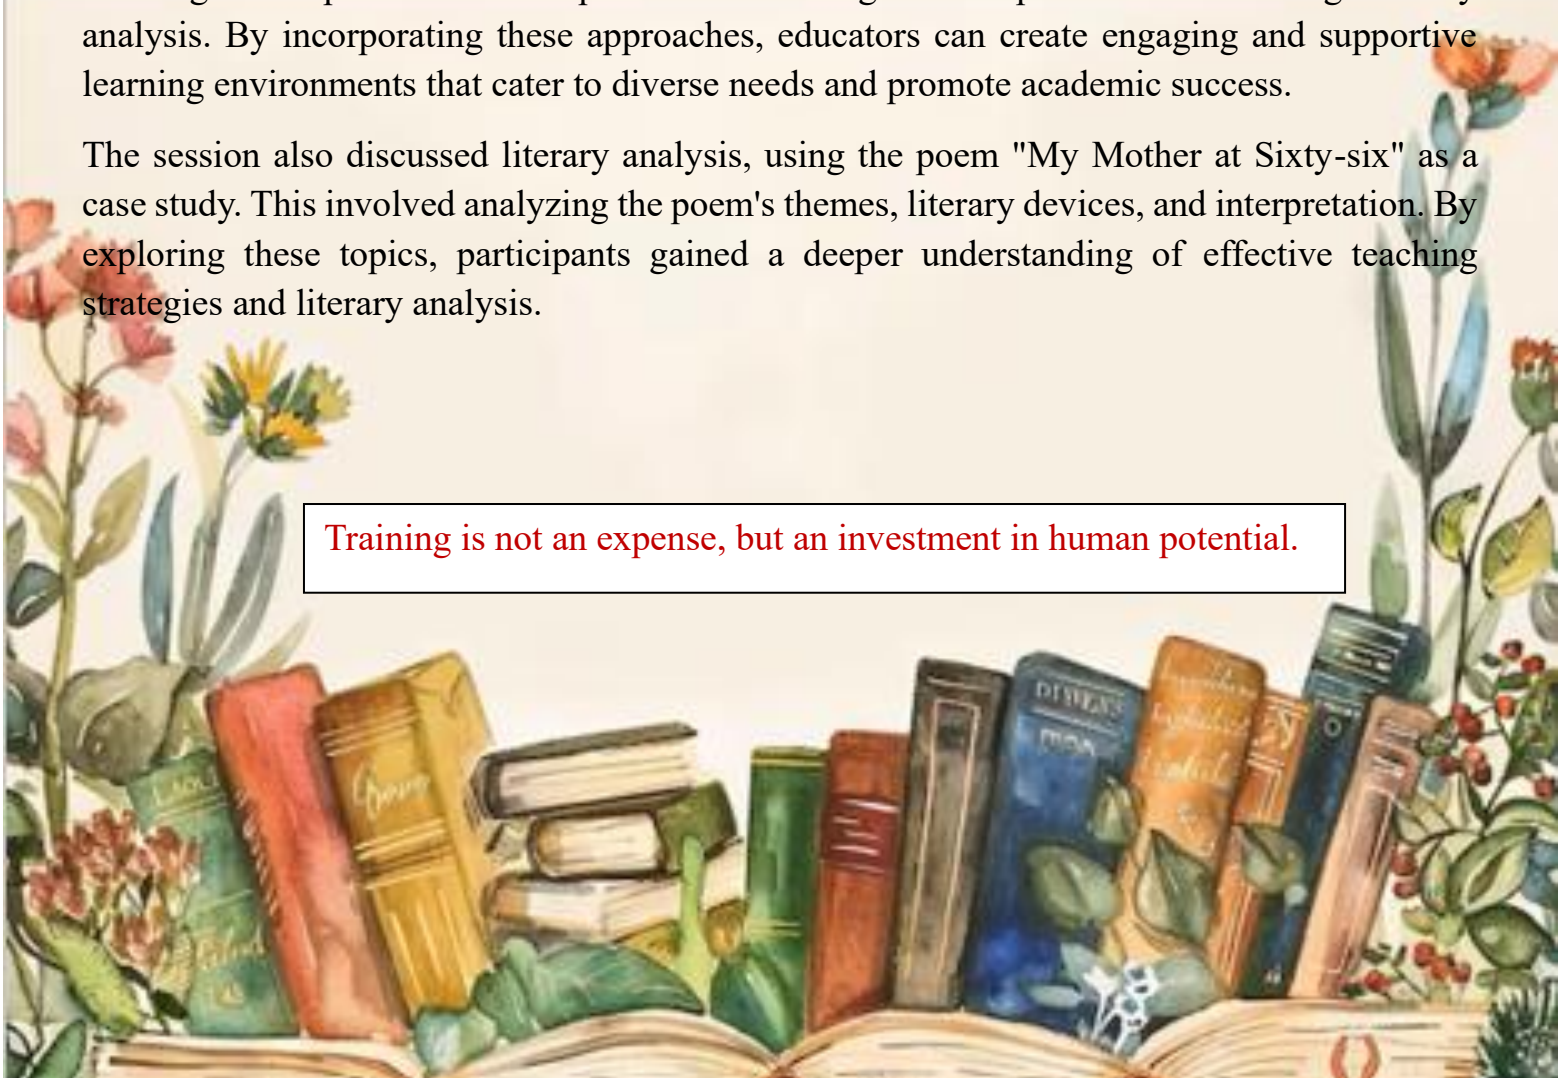 analysis. By incorporating these approaches, educators can create engaging and supportive
learning environments that cater to diverse needs and promote academic success.
The session also discussed literary analysis, using the poem "My Mother at Sixty-six" as a
case study. This involved analyzing the poem's themes, literary devices, and interpretation. By
exploring these topics, participants gained a deeper understanding of effective teaching
strategies and literary analysis.
Training is not an expense, but an investment in human potential.